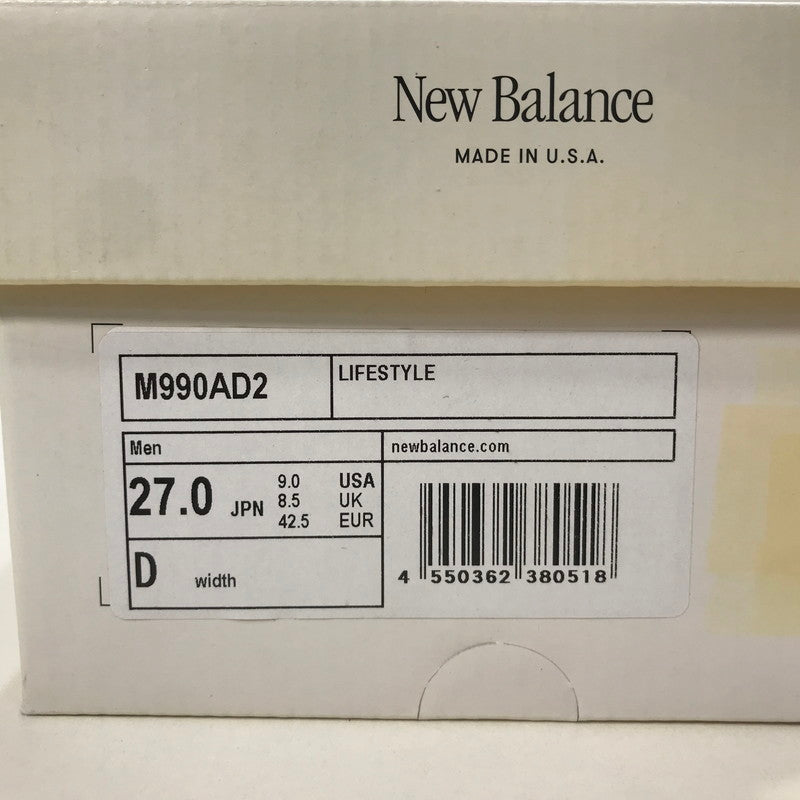 New Balance
MADE IN U.S.A.
M990AD2
LIFESTYLE
Men
newbalance.com
27.0 JPN
9.0 USA
8.5 UK
42.5 EUR
D width
4 550362 380518